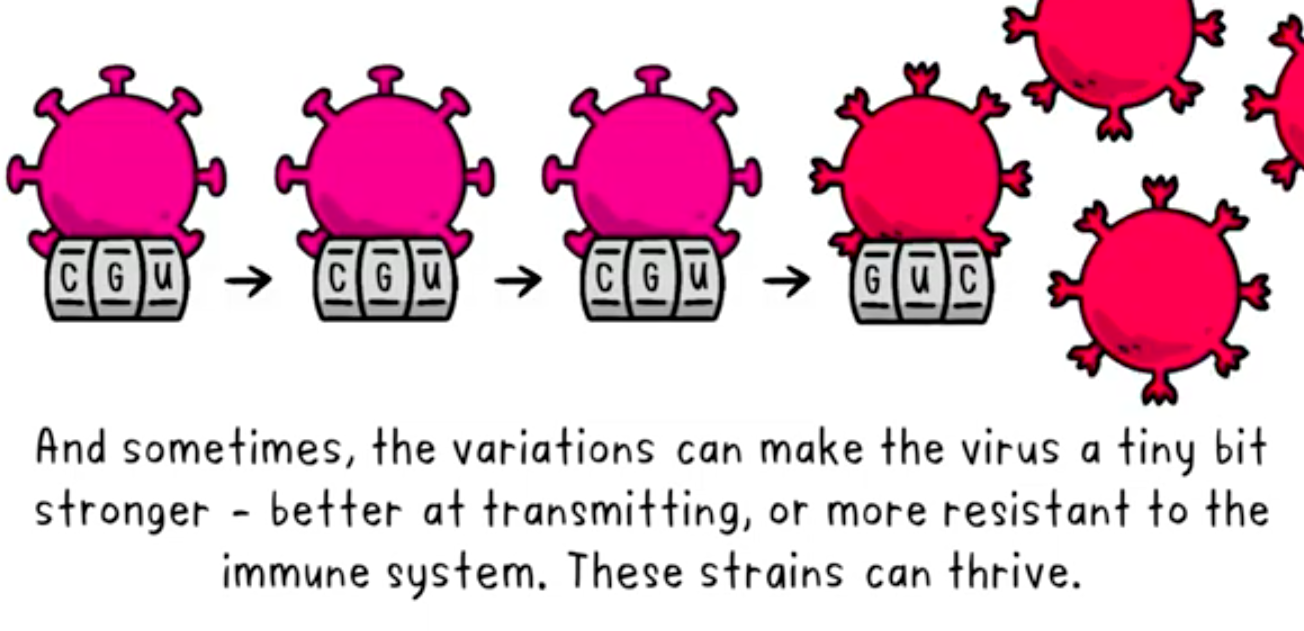 C G U C G U C G U G U C
And sometimes, the variations can make the virus a tiny bit
stronger - better at transmitting, or more resistant to the
immune system. These strains can thrive.